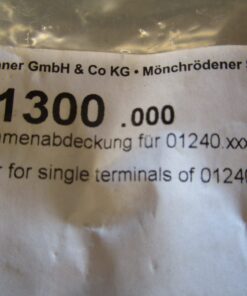 ner GmbH & Co KG • Mönchrödener S
1300 .000
menabdeckung für 01240.xxx
r for single terminals of 01240